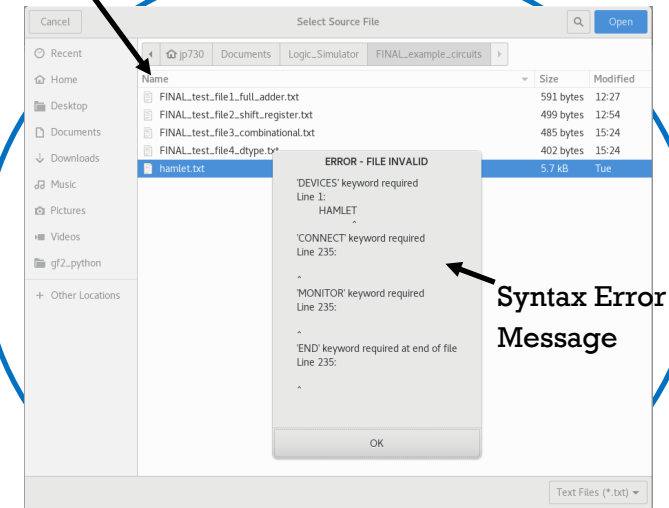 Cancel Select Source File Open
Recent jp730 Documents Logic_Simulator FINAL_example_circuits
Home Name Size Modified
FINAL_test_file1_full_adder.txt 591 bytes 12:27
Desktop FINAL_test_file2_shift_register.txt 499 bytes 12:54
Documents FINAL_test_file3_combinational.txt 485 bytes 15:24
Downloads FINAL_test_file4_dtype.txt 402 bytes 15:24
hamlet.txt 5.7 kB Tue
Music
Pictures
Videos
gf2_python
+ Other Locations
ERROR - FILE INVALID
'DEVICES' keyword required
Line 1:
HAMLET
^
'CONNECT' keyword required
Line 235:
^
'MONITOR' keyword required
Line 235:
^
'END' keyword required at end of file
Line 235:
^
OK
Syntax Error
Message
Text Files (*.txt)